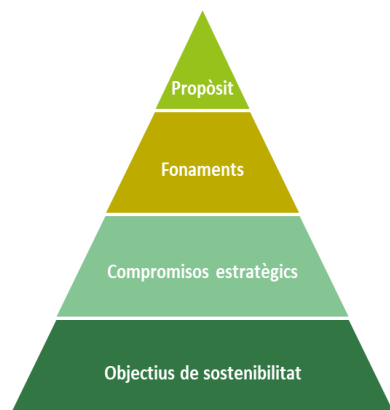 Propòsit
Fonaments
Compromisos estratègics
Objectius de sostenibilitat